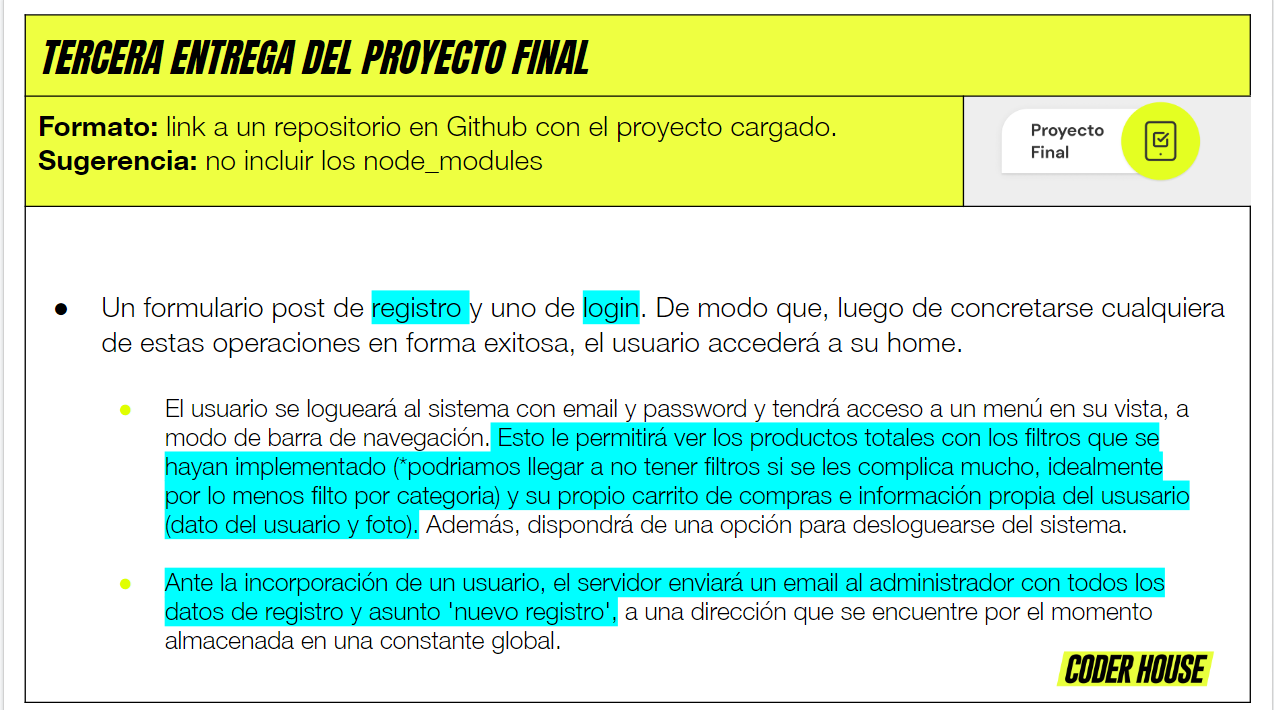 TERCERA ENTREGA DEL PROYECTO FINAL
Formato: link a un repositorio en Github con el proyecto cargado.
Sugerencia: no incluir los node_modules
Proyecto
Final
● Un formulario post de registro y uno de login. De modo que, luego de concretarse cualquiera
de estas operaciones en forma exitosa, el usuario accederá a su home.
● El usuario se logueará al sistema con email y password y tendrá acceso a un menú en su vista, a
modo de barra de navegación. Esto le permitirá ver los productos totales con los filtros que se
hayan implementado (*podriamos llegar a no tener filtros si se les complica mucho, idealmente
por lo menos filto por categoria) y su propio carrito de compras e información propia del ususario
(dato del usuario y foto). Además, dispondrá de una opción para desloguearse del sistema.
● Ante la incorporación de un usuario, el servidor enviará un email al administrador con todos los
datos de registro y asunto 'nuevo registro', a una dirección que se encuentre por el momento
almacenada en una constante global.
CODER HOUSE